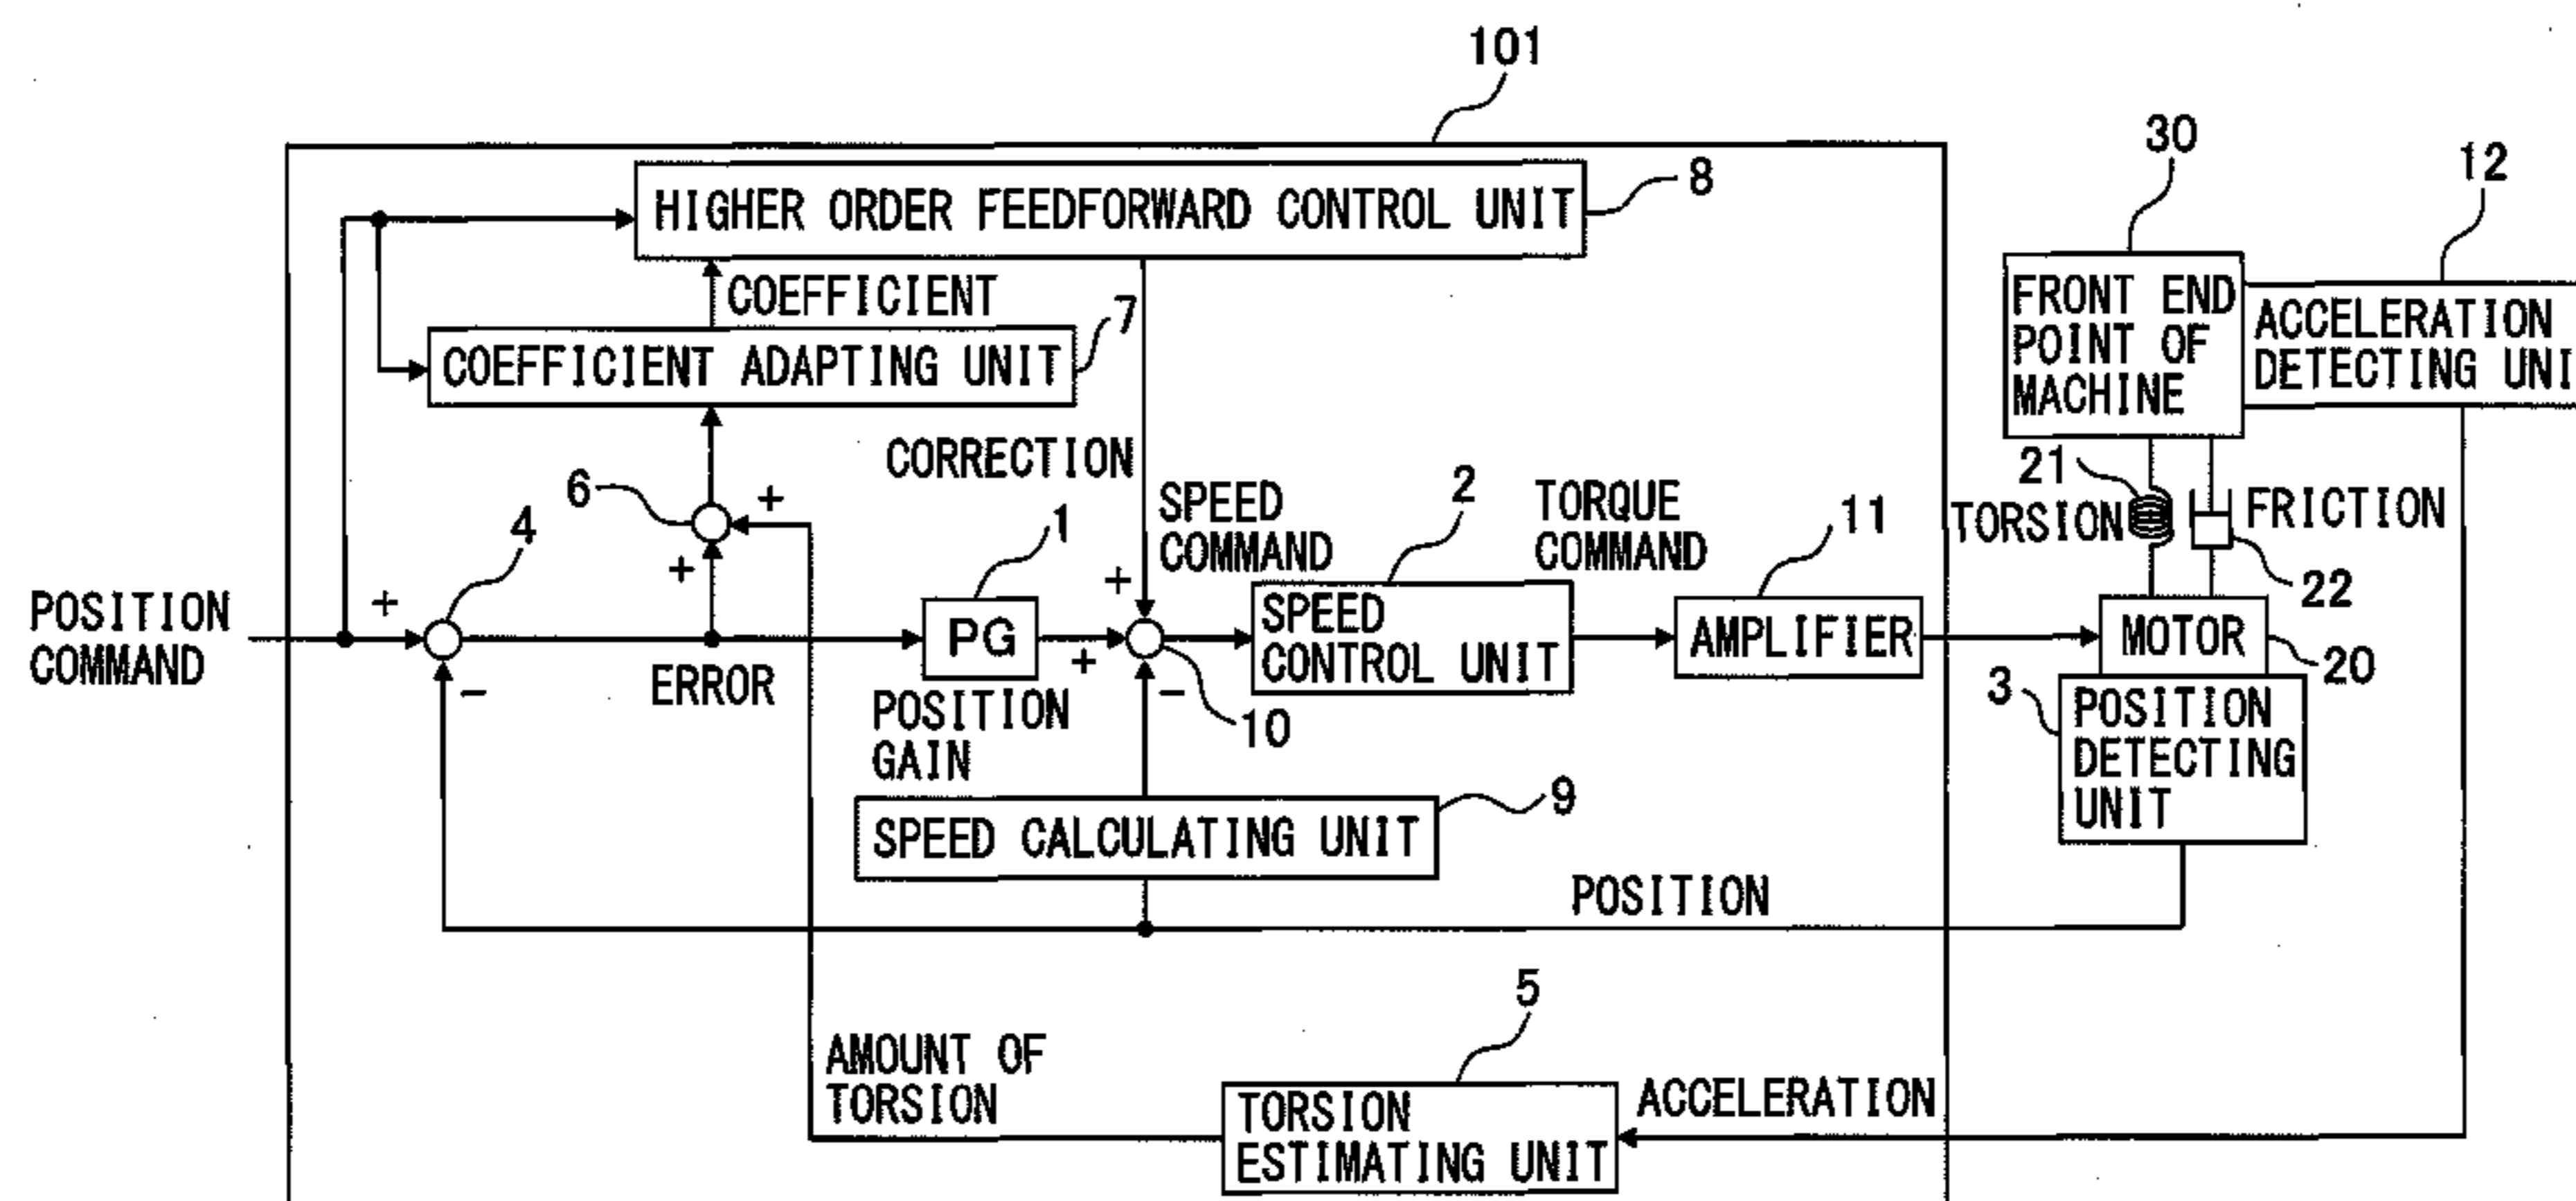 101
30
12
HIGHER ORDER FEEDFORWARD CONTROL UNIT
8
COEFFICIENT
7
FRONT END
POINT OF
MACHINE
ACCELERATION
DETECTING UNI
COEFFICIENT ADAPTING UNIT
CORRECTION
6
+
4
1
SPEED
COMMAND
2
TORQUE
COMMAND
11
21
TORSION
FRICTION
22
POSITION
COMMAND
+
+
+
PG
+
SPEED
CONTROL UNIT
AMPLIFIER
MOTOR
20
-
ERROR
POSITION
GAIN
-
10
3
POSITION
DETECTING
UNIT
9
SPEED CALCULATING UNIT
POSITION
5
AMOUNT OF
TORSION
TORSION
ESTIMATING UNIT
ACCELERATION